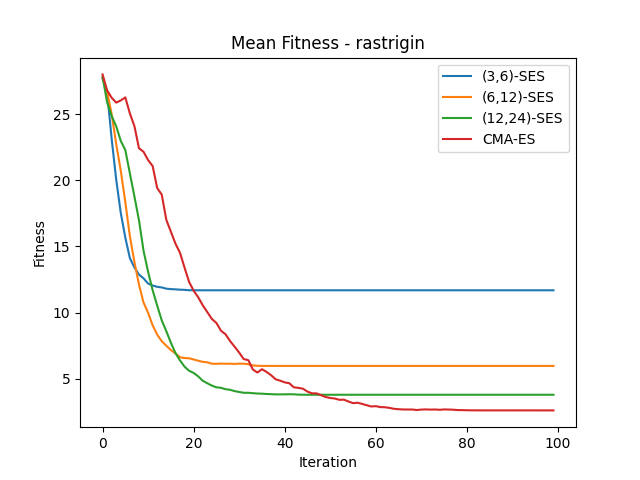 Mean Fitness - rastrigin
(3,6)-SES
(6,12)-SES
(12,24)-SES
CMA-ES
Fitness
25
20
15
10
5
0 20 40 60 80 100
Iteration